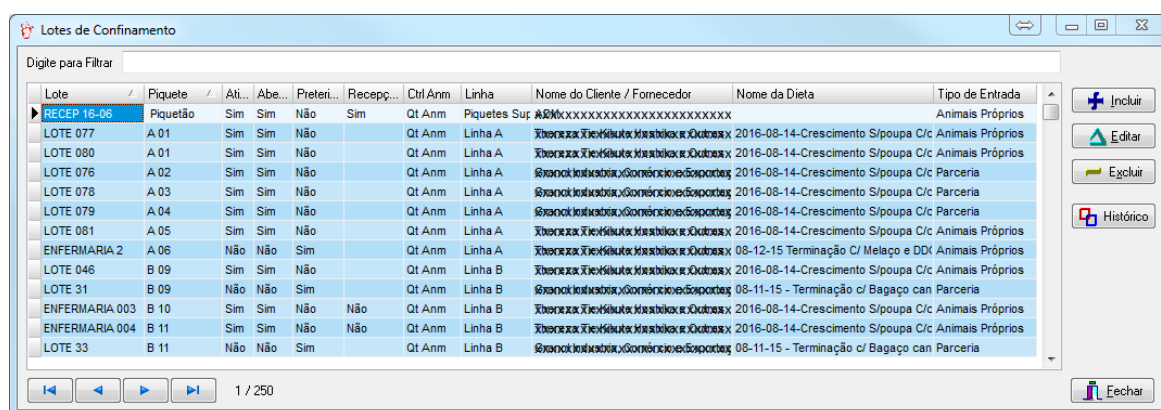 Lotes de Confinamento
Digite para Filtrar
Lote Piquete Ati... Abe... Preteri... Recepç... Ctrl Anm Linha Nome do Cliente / Fornecedor Nome da Dieta Tipo de Entrada
RECEP 16-06 Piquetão Sim Sim Não Sim Qt Anm Piquetes Sup Animais Próprios
LOTE 077 A 01 Sim Sim Não Qt Anm Linha A 2016-08-14-Crescimento S/poupa C/c Animais Próprios
LOTE 080 A 01 Sim Sim Não Qt Anm Linha A 2016-08-14-Crescimento S/poupa C/c Animais Próprios
LOTE 076 A 02 Sim Sim Não Qt Anm Linha A 2016-08-14-Crescimento S/poupa C/c Parceria
LOTE 078 A 03 Sim Sim Não Qt Anm Linha A 2016-08-14-Crescimento S/poupa C/c Parceria
LOTE 079 A 04 Sim Sim Não Qt Anm Linha A 2016-08-14-Crescimento S/poupa C/c Parceria
LOTE 081 A 05 Sim Sim Não Qt Anm Linha A 2016-08-14-Crescimento S/poupa C/c Animais Próprios
ENFERMARIA 2 A 06 Não Não Sim Qt Anm Linha A 08-12-15 Terminação C/ Melaço e DDG Animais Próprios
LOTE 046 B 09 Sim Sim Não Qt Anm Linha B 2016-08-14-Crescimento S/poupa C/c Animais Próprios
LOTE 31 B 09 Não Não Sim Qt Anm Linha B 08-11-15 - Terminação c/ Bagaço can Parceria
ENFERMARIA 003 B 10 Sim Sim Não Não Qt Anm Linha B 2016-08-14-Crescimento S/poupa C/c Animais Próprios
ENFERMARIA 004 B 11 Sim Sim Não Não Qt Anm Linha B 2016-08-14-Crescimento S/poupa C/c Animais Próprios
LOTE 33 B 11 Não Não Sim Qt Anm Linha B 08-11-15 - Terminação c/ Bagaço can Parceria
Incluir
Editar
Excluir
Histórico
1 / 250
Fechar